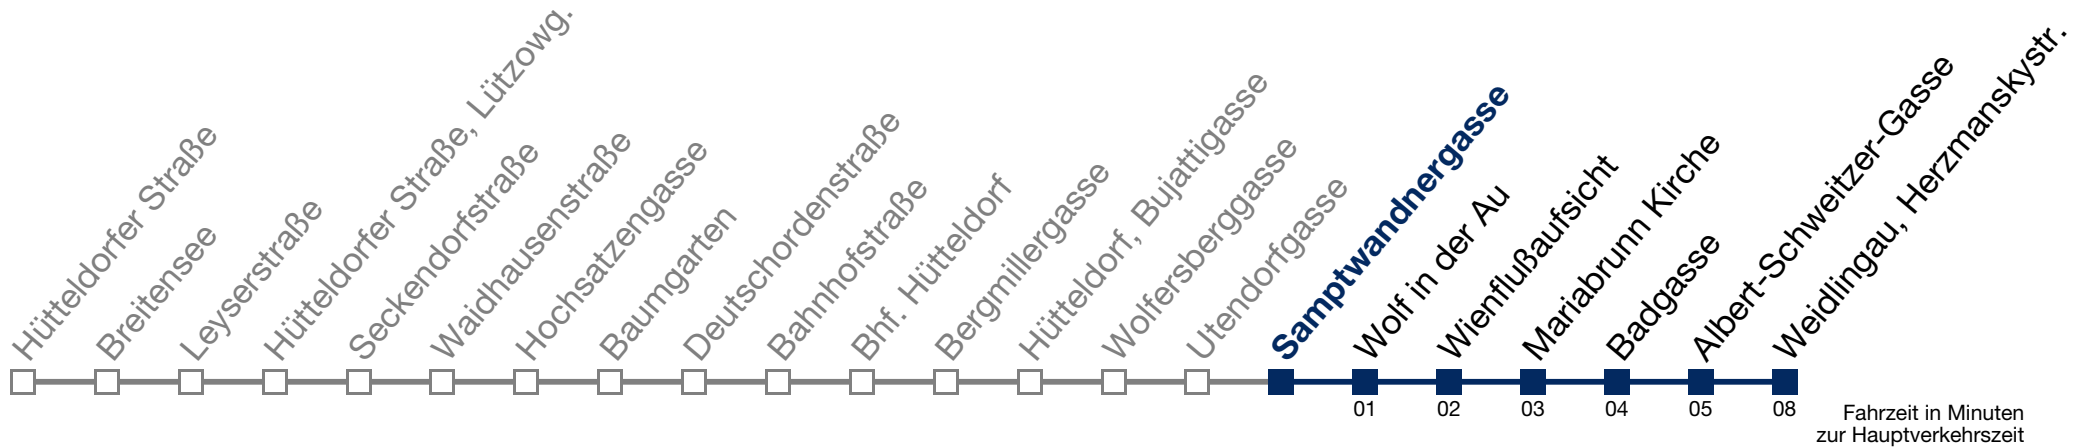 Hütteldorfer Straße
Breitensee
Leyserstraße
Hütteldorfer Straße, Lützowg.
Seckendorfstraße
Waidhausenstraße
Hochsatzengasse
Baumgarten
Deutschordenstraße
Bahnhofstraße
Bhf. Hütteldorf
Bergmillergasse
Hütteldorf, Bujattigasse
Wolfersberggasse
Utendorfgasse
Samptwandnergasse
Wolf in der Au
Wienflußaufsicht
Mariabrunn Kirche
Badgasse
Albert-Schweitzer-Gasse
Weidlingau, Herzmanskystr.
01 02 03 04 05 08
Fahrzeit in Minuten
zur Hauptverkehrszeit